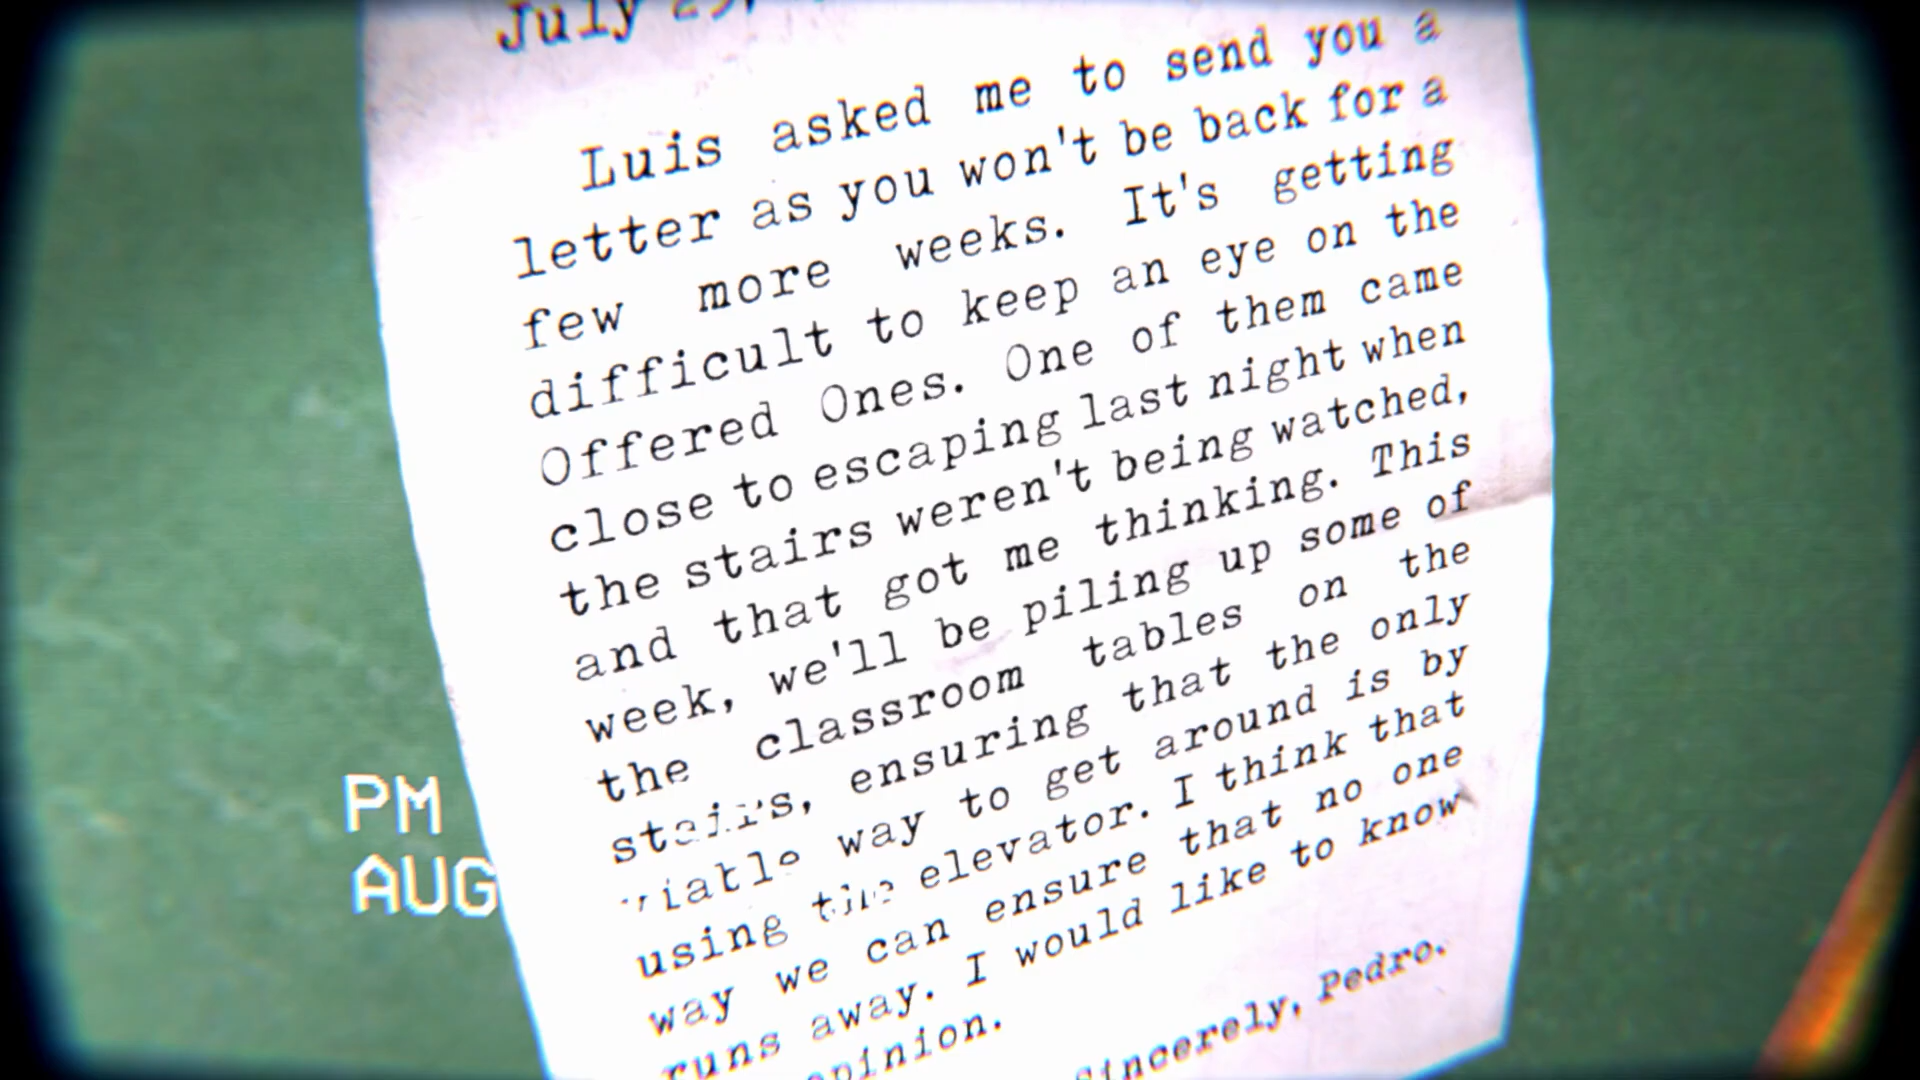 July
Luis asked me to send you a
letter as you won't be back for a
few more weeks. It's getting
difficult to keep an eye on the
Offered Ones. One of them came
close to escaping last night when
the stairs weren't being watched,
and that got me thinking. This
week, we'll be piling up some of
the classroom tables on the
stairs, ensuring that the only
viable way to get around is by
using the elevator. I think that
way we can ensure that no one
runs away. I would like to know
opinion.
Sincerely, Pedro.
PM
AUG